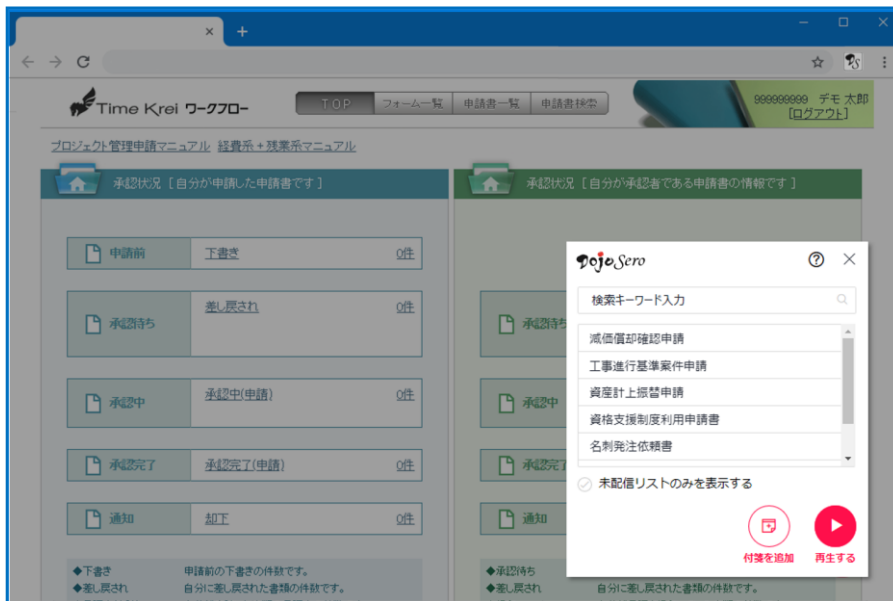 Time Krei ワークフロー
TOP フォーム一覧 申請書一覧 申請書検索
999999999 デモ 太郎
[ログアウト]
プロジェクト管理申請マニュアル 経費系+残業系マニュアル
承認状況 [ 自分が申請した申請書です ]
承認状況 [ 自分が承認者である申請書の情報です ]
申請前 下書き 0件
承認待ち 差し戻され 0件
承認中 承認中(申請) 0件
承認完了 承認完了(申請) 0件
通知 却下 0件
◆下書き 申請前の下書きの件数です。
◆差し戻され 自分に差し戻された書類の件数です。
承認待ち
承認中
承認完了
通知
◆承認待ち
◆差し戻され 自分に差し戻された書類の件数です。
Dojo Sero
検索キーワード入力
減価償却確認申請
工事進行基準案件申請
資産計上振替申請
資格支援制度利用申請書
名刺発注依頼書
未配信リストのみを表示する
付箋を追加 再生する